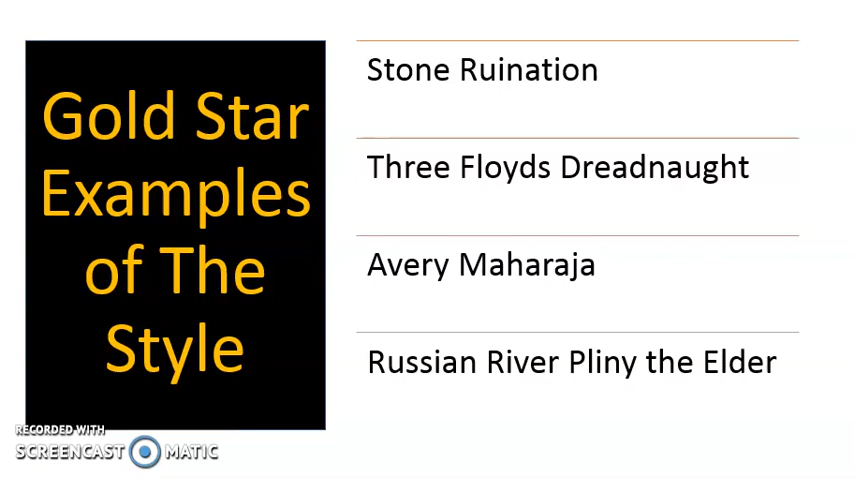 Gold Star
Examples
of The
Style
Stone Ruination
Three Floyds Dreadnaught
Avery Maharaja
Russian River Pliny the Elder
RECORDED WITH
SCREENCAST MATIC